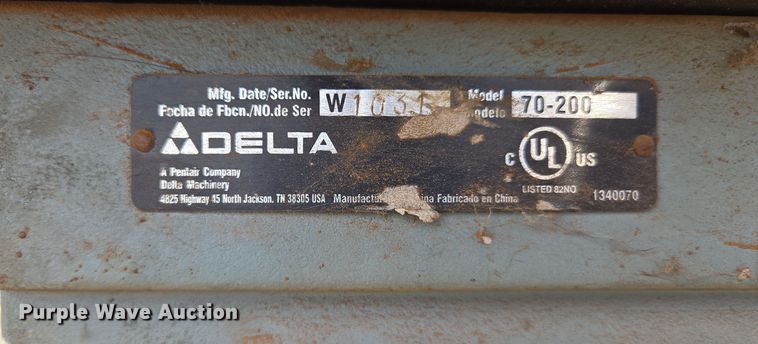 Mfg. Date/Ser.No. W Model 70-200
Fecha de Fbcn./NO.de Ser Modelo
DELTA
C UL US
A Pentair Company
Delta Machinery
LISTED 82NO
4825 Highway 45 North Jackson. TN 38305 USA Fabricado en China
1340070
Purple Wave Auction